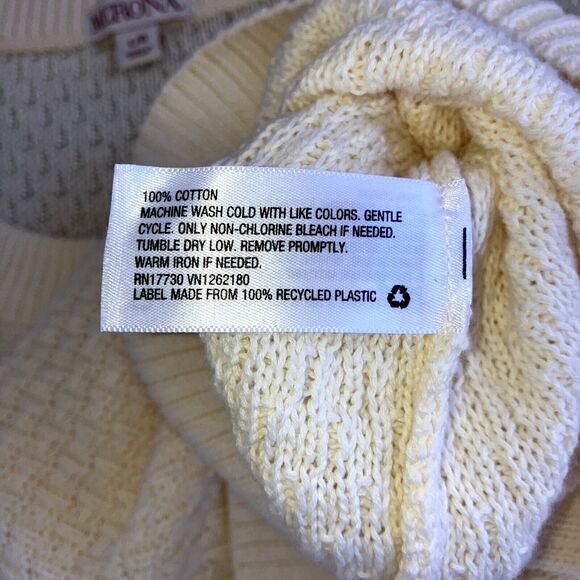 MERONA
100% COTTON
MACHINE WASH COLD WITH LIKE COLORS. GENTLE
CYCLE. ONLY NON-CHLORINE BLEACH IF NEEDED.
TUMBLE DRY LOW. REMOVE PROMPTLY.
WARM IRON IF NEEDED.
RN17730 VN1262180
LABEL MADE FROM 100% RECYCLED PLASTIC